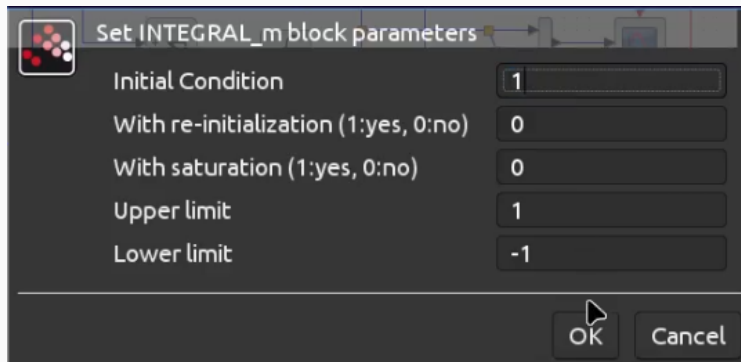 Set INTEGRAL_m block parameters
Initial Condition 1
With re-initialization (1:yes, 0:no) 0
With saturation (1:yes, 0:no) 0
Upper limit 1
Lower limit -1
OK Cancel